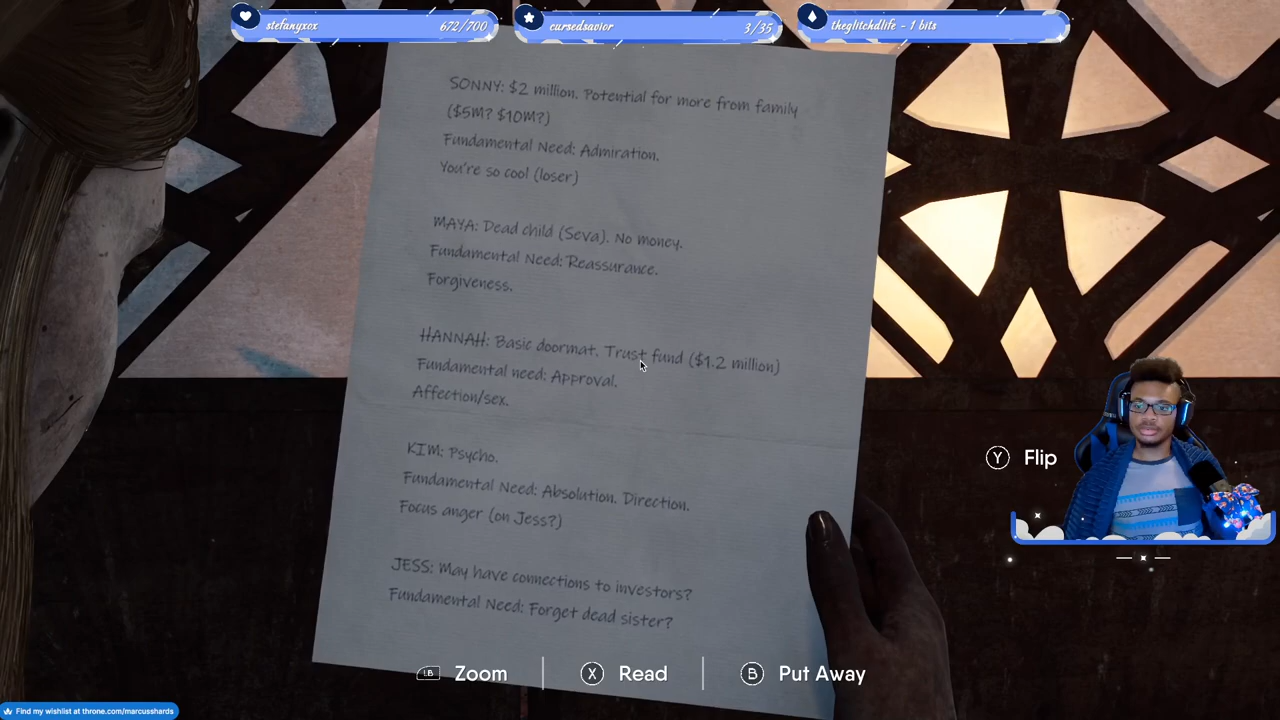 stefanyxox 672/700
cursedsavior 3/35
theglitchdlife - 1 bits
SONNY: $2 million. Potential for more from family
($5M? $10M?)
Fundamental Need: Admiration.
You're so cool (loser)
MAYA: Dead child (Seva). No money.
Fundamental Need: Reassurance.
Forgiveness.
HANNAH: Basic doormat. Trust fund ($1.2 million)
Fundamental need: Approval.
Affection/sex.
KIM: Psycho.
Fundamental Need: Absolution. Direction.
Focus anger (on Jess?)
JESS: May have connections to investors?
Fundamental Need: Forget dead sister?
Y Flip
LB Zoom
X Read
B Put Away
Find my wishlist at throne.com/marcusshards